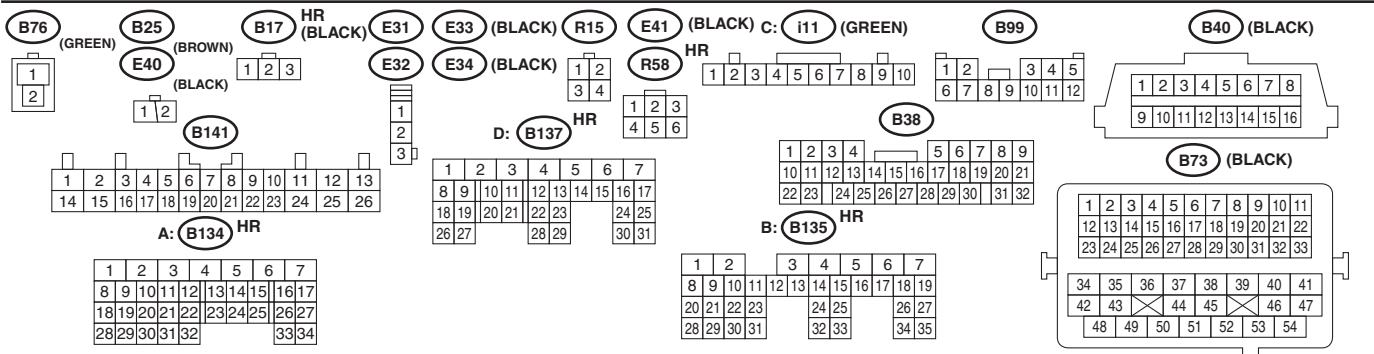 B76 (GREEN) B25 (BROWN) B17 HR (BLACK) E31 E33 (BLACK) R15 E41 (BLACK) C: i11 (GREEN) B99 B40 (BLACK)
E40 (BLACK) E32 E34 (BLACK) R58 HR
1
2
1 2
1 2 3
1
2
3
1 2
3 4
1 2 3
4 5 6
1 2 3 4 5 6 7 8 9 10
1 2 3 4 5
6 7 8 9 10 11 12
1 2 3 4 5 6 7 8
9 10 11 12 13 14 15 16
B141
1 2 3 4 5 6 7 8 9 10 11 12 13
14 15 16 17 18 19 20 21 22 23 24 25 26
D: B137 HR
1 2 3 4 5 6 7
8 9 10 11 12 13 14 15 16 17
18 19 20 21 22 23 24 25
26 27 28 29 30 31
B38
1 2 3 4 5 6 7 8 9
10 11 12 13 14 15 16 17 18 19 20 21
22 23 24 25 26 27 28 29 30 31 32
B73 (BLACK)
1 2 3 4 5 6 7 8 9 10 11
12 13 14 15 16 17 18 19 20 21 22
23 24 25 26 27 28 29 30 31 32 33
34 35 36 37 38 39 40 41
42 43 44 45 46 47
48 49 50 51 52 53 54
A: B134 HR
1 2 3 4 5 6 7
8 9 10 11 12 13 14 15 16 17
18 19 20 21 22 23 24 25 26 27
28 29 30 31 32 33 34
B: B135 HR
1 2 3 4 5 6 7
8 9 10 11 12 13 14 15 16 17 18 19
20 21 22 23 24 25 26 27
28 29 30 31 32 33 34 35